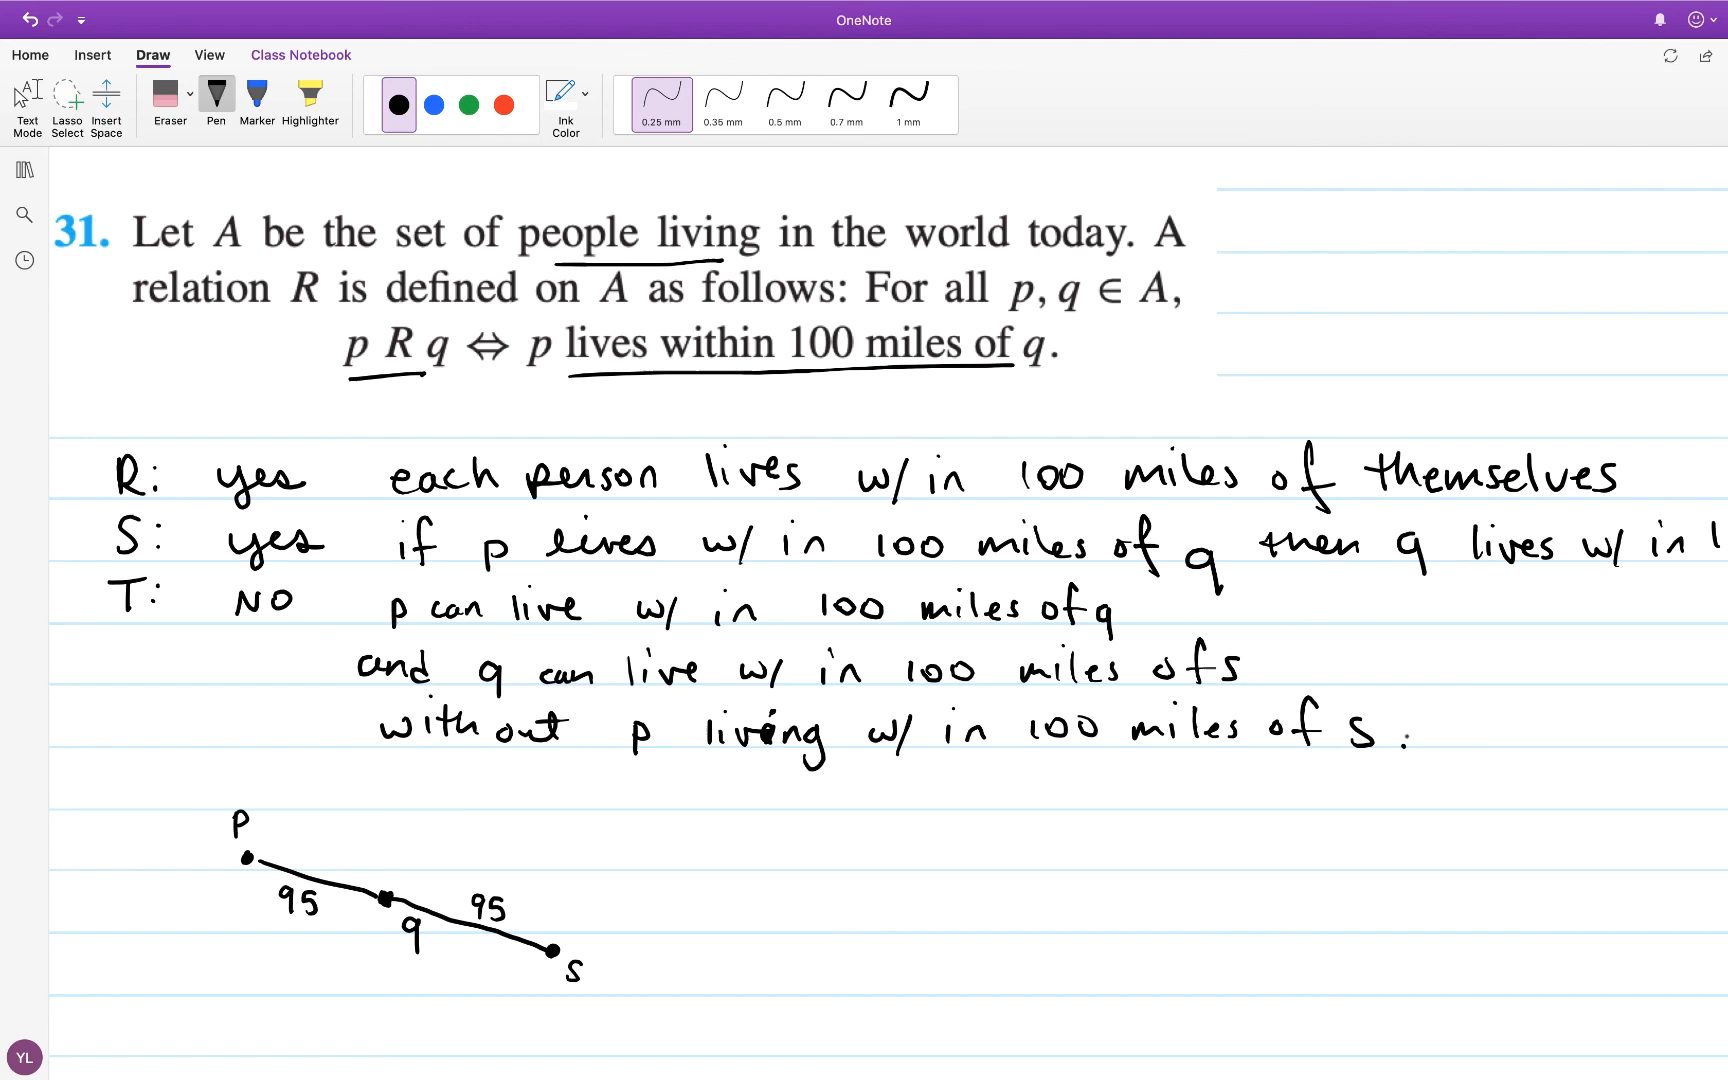 OneNote
Home Insert Draw View Class Notebook
Text Mode Lasso Select Insert Space Eraser Pen Marker Highlighter Ink Color 0.25 mm 0.35 mm 0.5 mm 0.7 mm 1 mm
31. Let A be the set of people living in the world today. A
relation R is defined on A as follows: For all p, q ∈ A,
p R q ⇔ p lives within 100 miles of q.
R: yes each person lives w/in 100 miles of themselves
S: yes if p lives w/in 100 miles of q then q lives w/in 1
T: NO p can live w/in 100 miles of q
and q can live w/in 100 miles of s
without p living w/in 100 miles of s.
P
95 95
q
s
YL